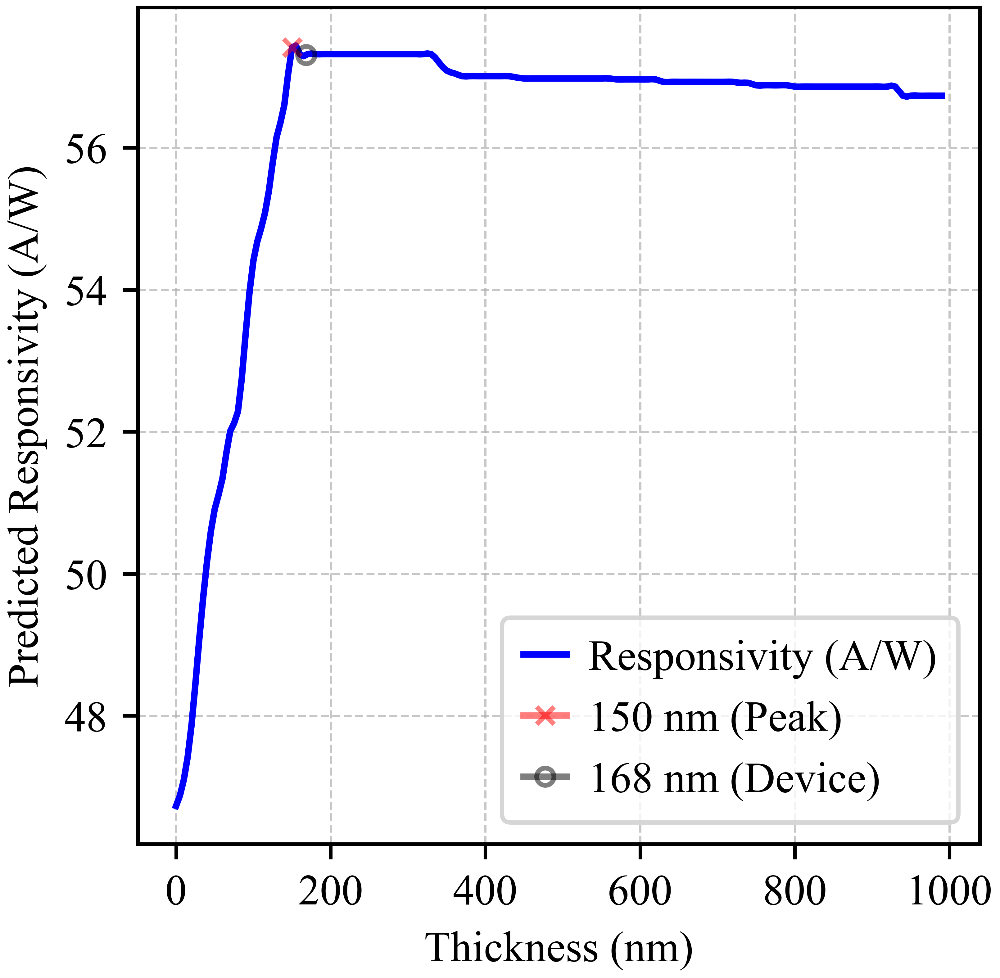 Predicted Responsivity (A/W)
56
54
52
50
48
Responsivity (A/W)
150 nm (Peak)
168 nm (Device)
0 200 400 600 800 1000
Thickness (nm)